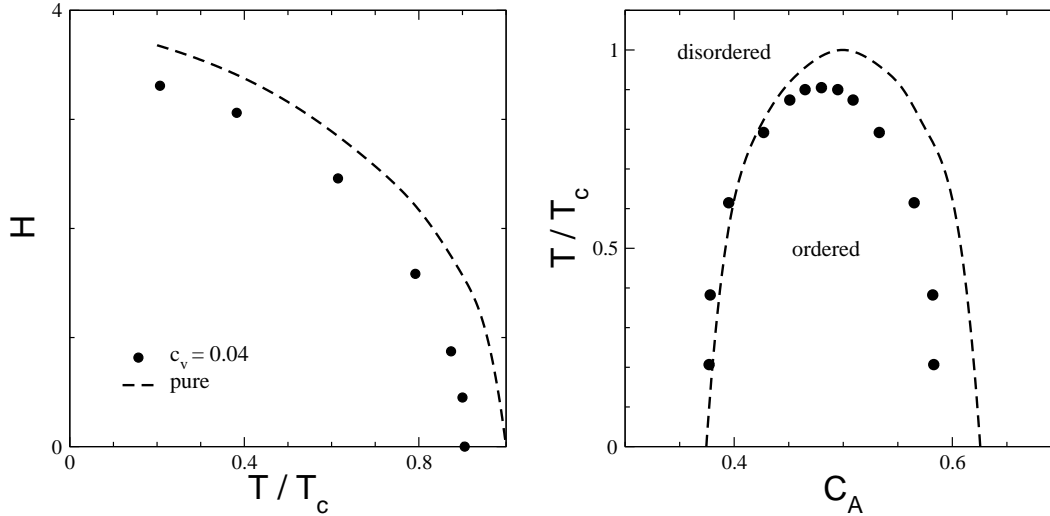 4
H
0
c_v = 0.04
pure
0
0.4
0.8
T / T_c
1
T / T_c
0.5
0
disordered
ordered
0.4
0.6
C_A